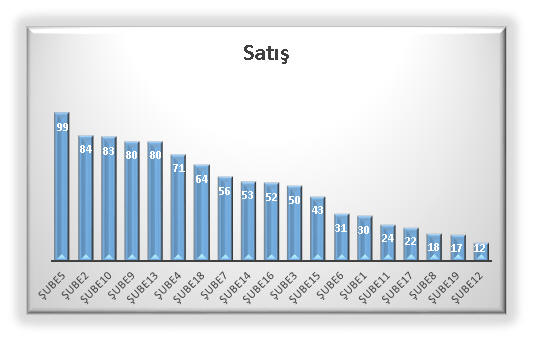 Satış
99 84 83 80 80 71 64 56 53 52 50 43 31 30 24 22 18 17 12
ŞUBE5 ŞUBE2 ŞUBE10 ŞUBE9 ŞUBE13 ŞUBE4 ŞUBE18 ŞUBE7 ŞUBE14 ŞUBE16 ŞUBE3 ŞUBE15 ŞUBE6 ŞUBE1 ŞUBE11 ŞUBE17 ŞUBE8 ŞUBE19 ŞUBE12